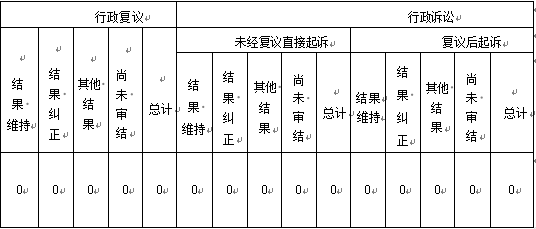 行政复议 行政诉讼
未经复议直接起诉 复议后起诉
结果维持 结果纠正 其他结果 尚未审结 总计 结果维持 结果纠正 其他结果 尚未审结 总计 结果维持 结果纠正 其他结果 尚未审结 总计
0 0 0 0 0 0 0 0 0 0 0 0 0 0 0